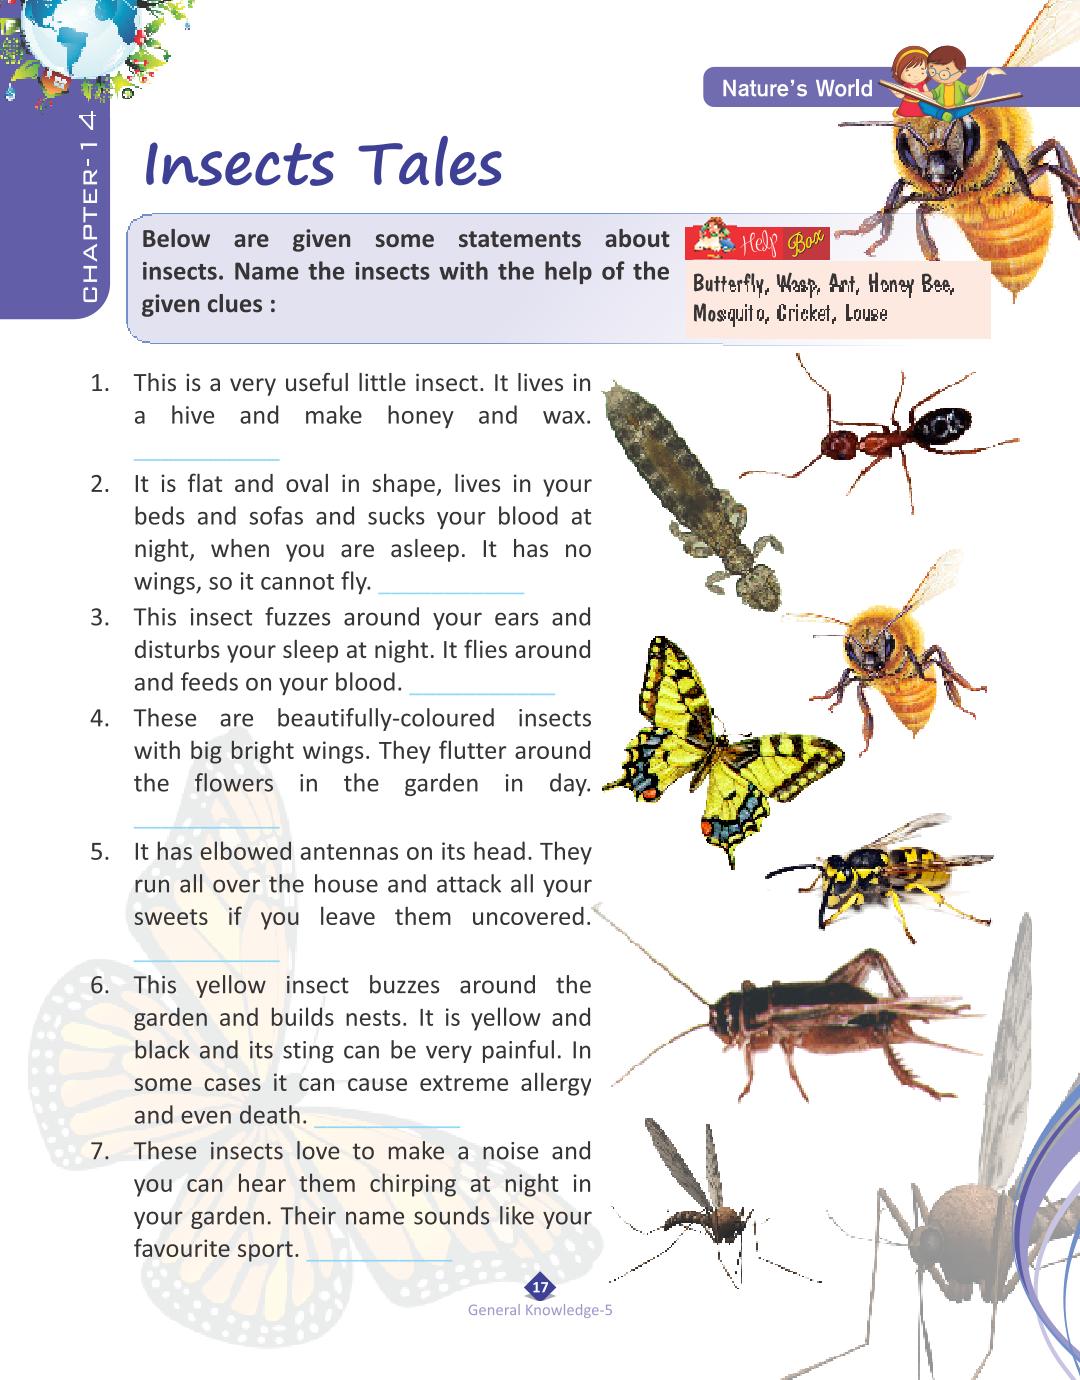 CHAPTER-14
Nature's World
Insects Tales
Below are given some statements about
insects. Name the insects with the help of the
given clues :
Help Box
Butterfly, Wasp, Ant, Honey Bee,
Mosquito, Cricket, Louse
1. This is a very useful little insect. It lives in
a hive and make honey and wax.
___________
2. It is flat and oval in shape, lives in your
beds and sofas and sucks your blood at
night, when you are asleep. It has no
wings, so it cannot fly. ___________
3. This insect fuzzes around your ears and
disturbs your sleep at night. It flies around
and feeds on your blood. ___________
4. These are beautifully-coloured insects
with big bright wings. They flutter around
the flowers in the garden in day.
___________
5. It has elbowed antennas on its head. They
run all over the house and attack all your
sweets if you leave them uncovered.
___________
6. This yellow insect buzzes around the
garden and builds nests. It is yellow and
black and its sting can be very painful. In
some cases it can cause extreme allergy
and even death. ___________
7. These insects love to make a noise and
you can hear them chirping at night in
your garden. Their name sounds like your
favourite sport. ___________
17
General Knowledge-5